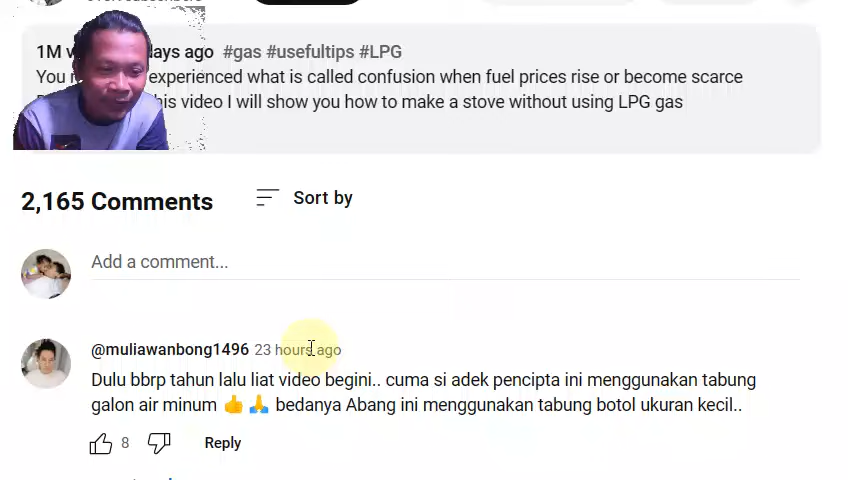 1M days ago #gas #usefultips #LPG
You experienced what is called confusion when fuel prices rise or become scarce
his video I will show you how to make a stove without using LPG gas
2,165 Comments
Sort by
Add a comment...
@muliawanbong1496 23 hours ago
Dulu bbrp tahun lalu liat video begini.. cuma si adek pencipta ini menggunakan tabung
galon air minum 👍 🙏 bedanya Abang ini menggunakan tabung botol ukuran kecil..
8 Reply